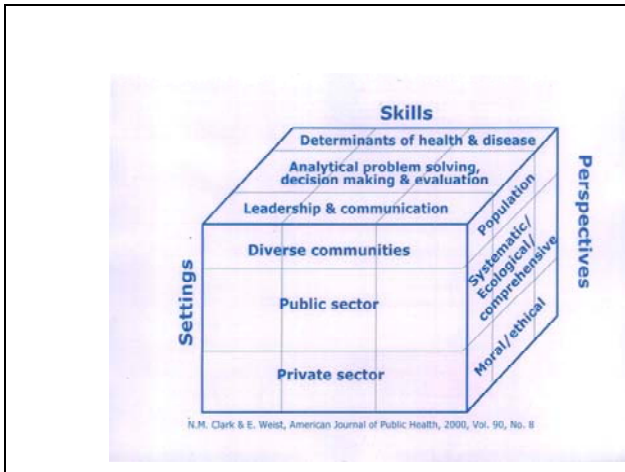 Skills
Determinants of health & disease
Analytical problem solving,
decision making & evaluation
Leadership & communication
Perspectives
Population
Systematic/
Ecological/
comprehensive
Moral/ethical
Settings
Diverse communities
Public sector
Private sector
N.M. Clark & E. Weist, American Journal of Public Health, 2000, Vol. 90, No. 8